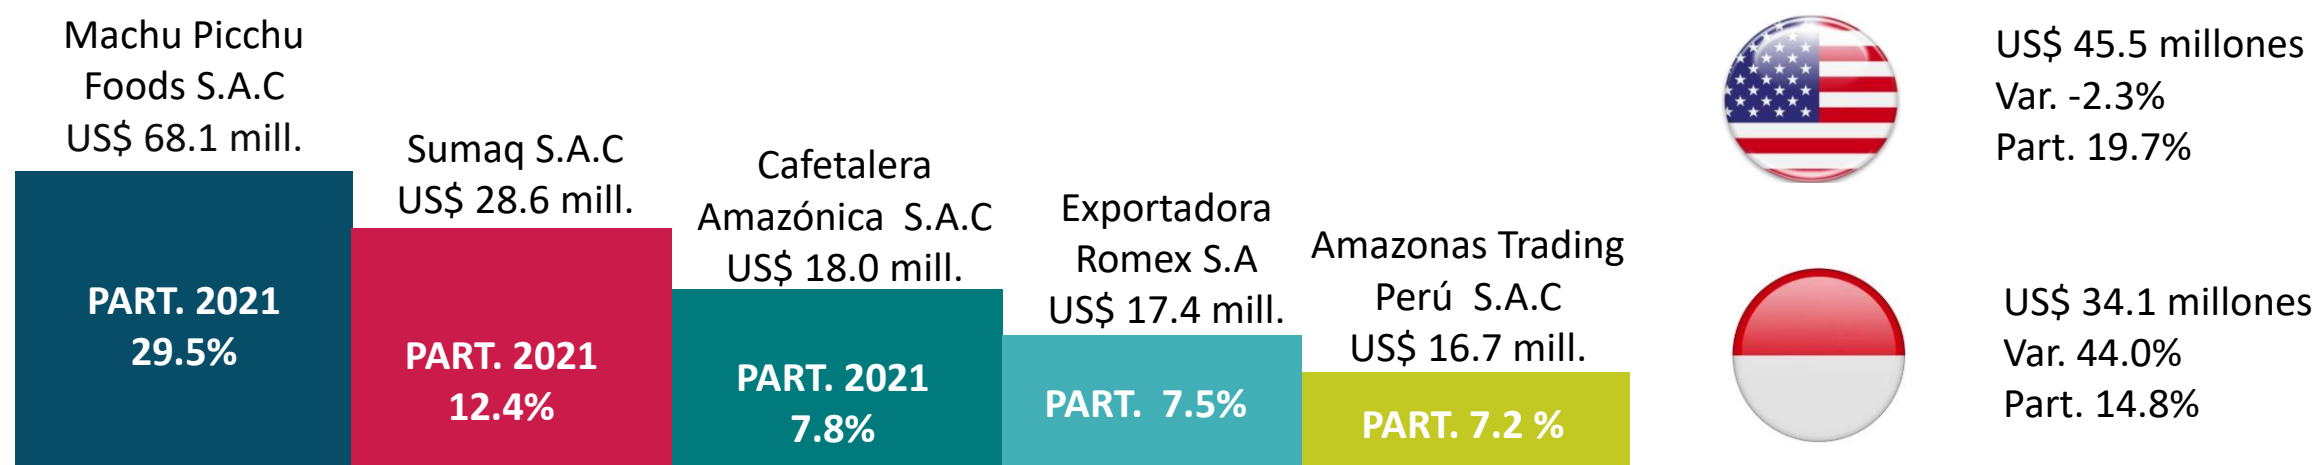 Machu Picchu
Foods S.A.C
US$ 68.1 mill.
PART. 2021
29.5%
Sumaq S.A.C
US$ 28.6 mill.
PART. 2021
12.4%
Cafetalera
Amazónica  S.A.C
US$ 18.0 mill.
PART. 2021
7.8%
Exportadora
Romex S.A
US$ 17.4 mill.
PART.  7.5%
Amazonas Trading
Perú  S.A.C
US$ 16.7 mill.
PART. 7.2 %
US$ 45.5 millones
Var. -2.3%
Part. 19.7%
US$ 34.1 millones
Var. 44.0%
Part. 14.8%